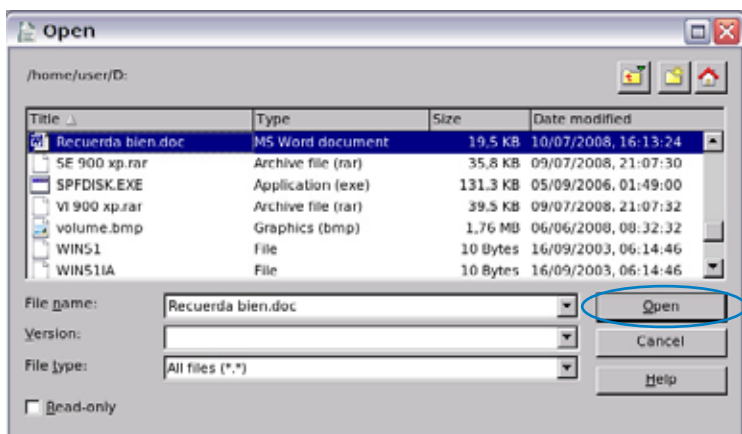 Open
/home/user/D:
Title Type Size Date modified
Recuerda bien.doc MS Word document 19,5 KB 10/07/2008, 16:13:24
SE 900 xp.rar Archive file (rar) 35,8 KB 09/07/2008, 21:07:30
SPFDISK.EXE Application (exe) 131,3 KB 05/09/2006, 01:49:00
VI 900 xp.rar Archive file (rar) 39,5 KB 09/07/2008, 21:07:32
volume.bmp Graphics (bmp) 1,76 MB 06/06/2008, 08:32:32
WIN51 File 10 Bytes 16/09/2003, 06:14:46
WIN51IA File 10 Bytes 16/09/2003, 06:14:46
File name: Recuerda bien.doc Open
Version: Cancel
File type: All files (*.*) Help
Read-only